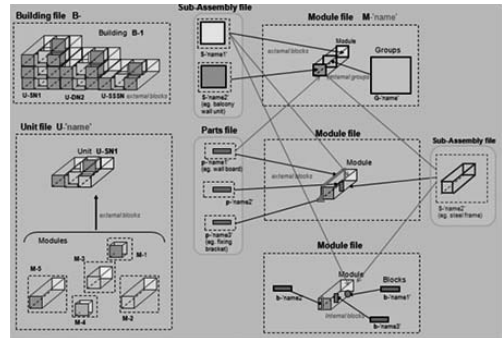 Building file B-
Building B-1
U-SN1
U-DN2
U-SSSN
external blocks
Unit file U-'name'
Unit U-SN1
external blocks
Modules
M-1
M-3
M-5
M-4
M-2
Sub-Assembly file
S-'name1'
S-'name2'
(eg. balcony
wall unit)
Parts file
p-'name1'
(eg. wall board)
p-'name2'
p-'name3'
(eg. fixing
bracket)
Module file M-'name'
Module
external blocks
Groups
G-'name'
Module file
Module
external blocks
Sub-Assembly file
S-'name2'
(eg. steel frame)
Module file
Module
Blocks
b-'name2
b-'name1'
internal blocks
b-'name3'